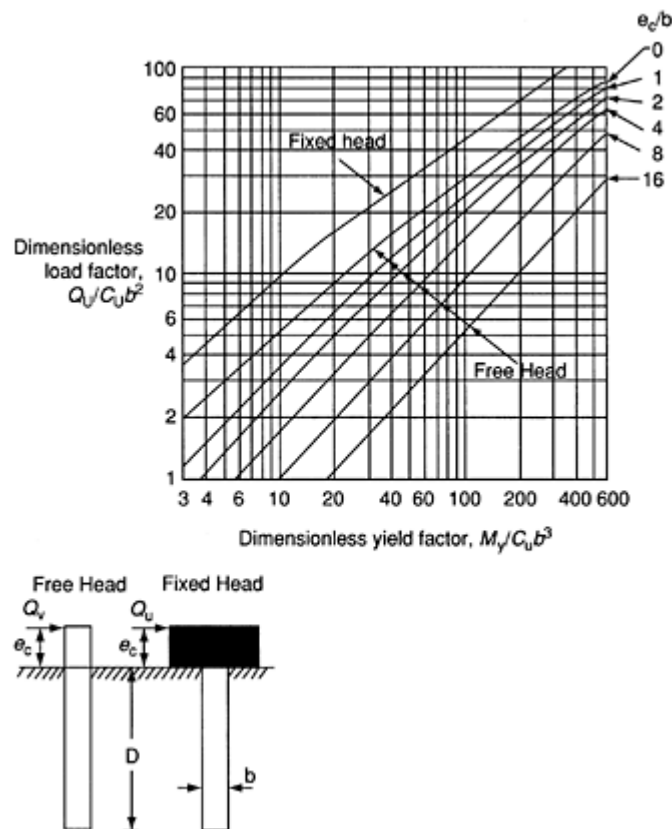 e_c/b
0
1
2
4
8
16
100
80
60
40
20
10
8
6
4
2
1
Fixed head
Free Head
Dimensionless
load factor,
Q_U/C_Ub²
3 4 6 10 20 40 60 100 200 400 600
Dimensionless yield factor, M_y/C_ub³
Free Head Fixed Head
Q_v Q_u
e_c e_c
D
b